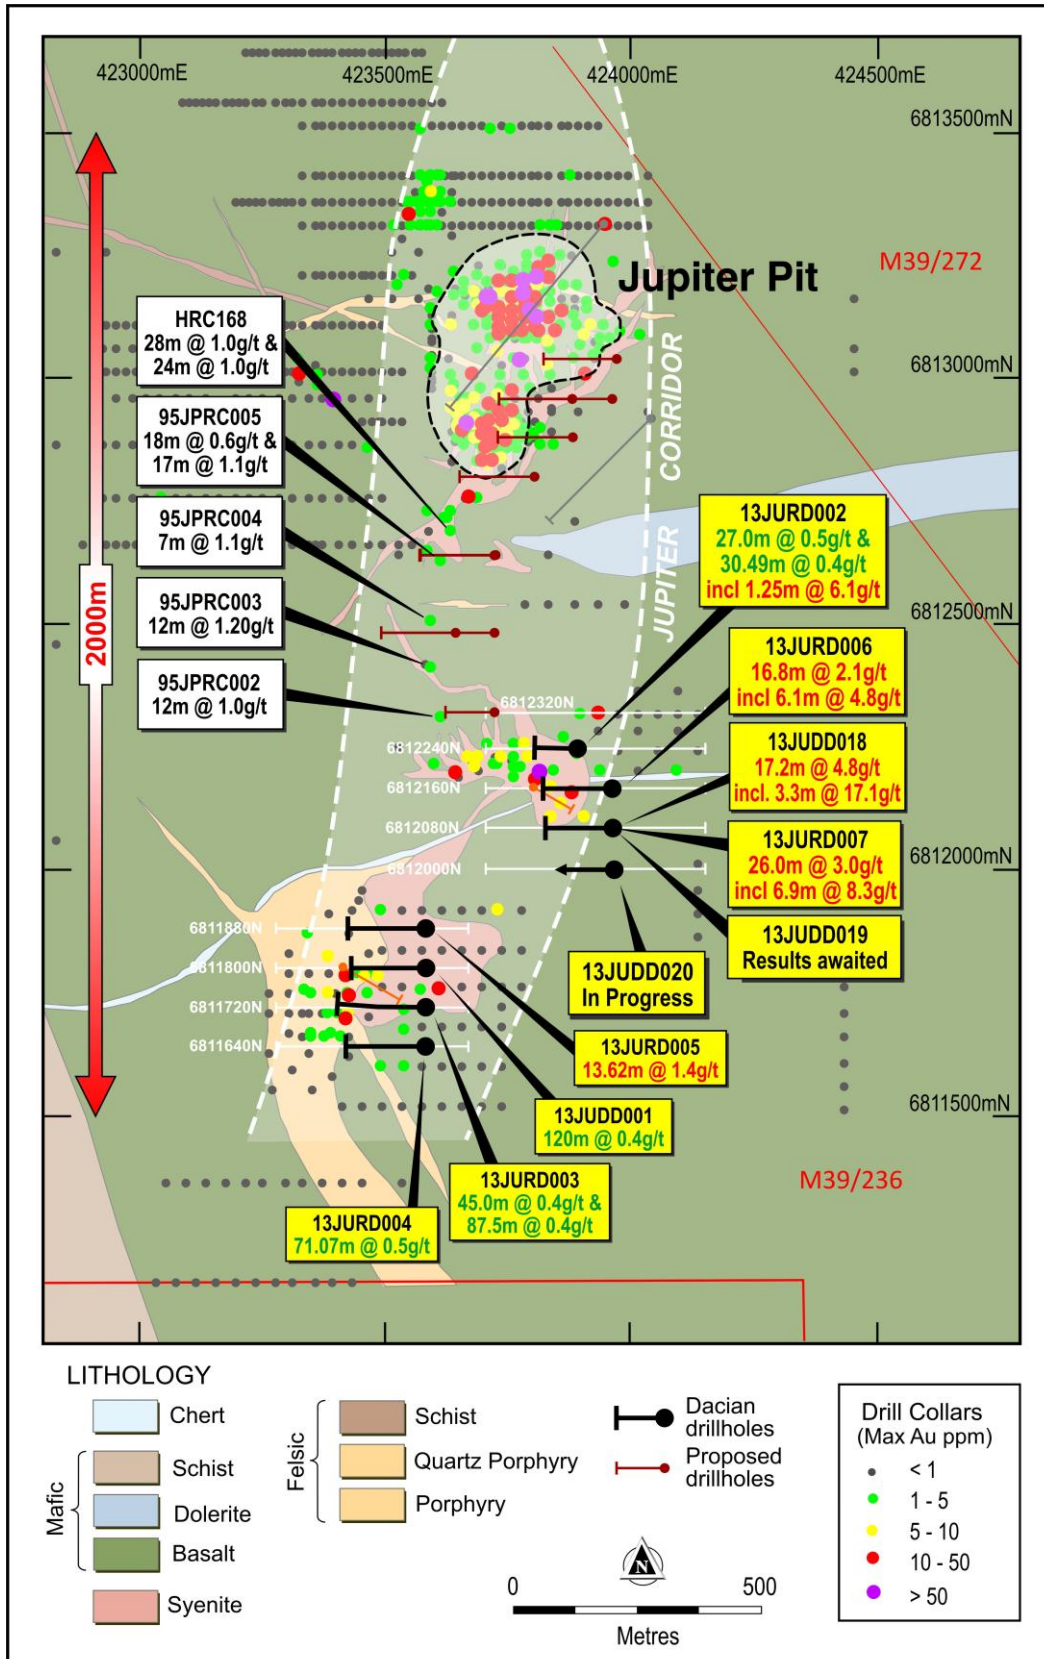 423000mE
423500mE
424000mE
424500mE
6813500mN
M39/272
Jupiter Pit
HRC168
28m @ 1.0g/t &
24m @ 1.0g/t
6813000mN
95JPRC005
18m @ 0.6g/t &
17m @ 1.1g/t
JUPITER CORRIDOR
95JPRC004
7m @ 1.1g/t
13JURD002
27.0m @ 0.5g/t &
30.49m @ 0.4g/t
incl 1.25m @ 6.1g/t
95JPRC003
12m @ 1.20g/t
6812500mN
2000m
95JPRC002
12m @ 1.0g/t
13JURD006
16.8m @ 2.1g/t
incl 6.1m @ 4.8g/t
6812320N
6812240N
6812160N
6812080N
6812000N
13JUDD018
17.2m @ 4.8g/t
incl. 3.3m @ 17.1g/t
13JURD007
26.0m @ 3.0g/t
incl 6.9m @ 8.3g/t
6812000mN
13JUDD019
Results awaited
13JUDD020
In Progress
6811880N
6811800N
6811720N
6811640N
13JURD005
13.62m @ 1.4g/t
13JUDD001
120m @ 0.4g/t
6811500mN
13JURD003
45.0m @ 0.4g/t &
87.5m @ 0.4g/t
13JURD004
71.07m @ 0.5g/t
M39/236
LITHOLOGY
Chert
Mafic
Schist
Dolerite
Basalt
Syenite
Felsic
Schist
Quartz Porphyry
Porphyry
Dacian
drillholes
Proposed
drillholes
N
0 500
Metres
Drill Collars
(Max Au ppm)
< 1
1 - 5
5 - 10
10 - 50
> 50